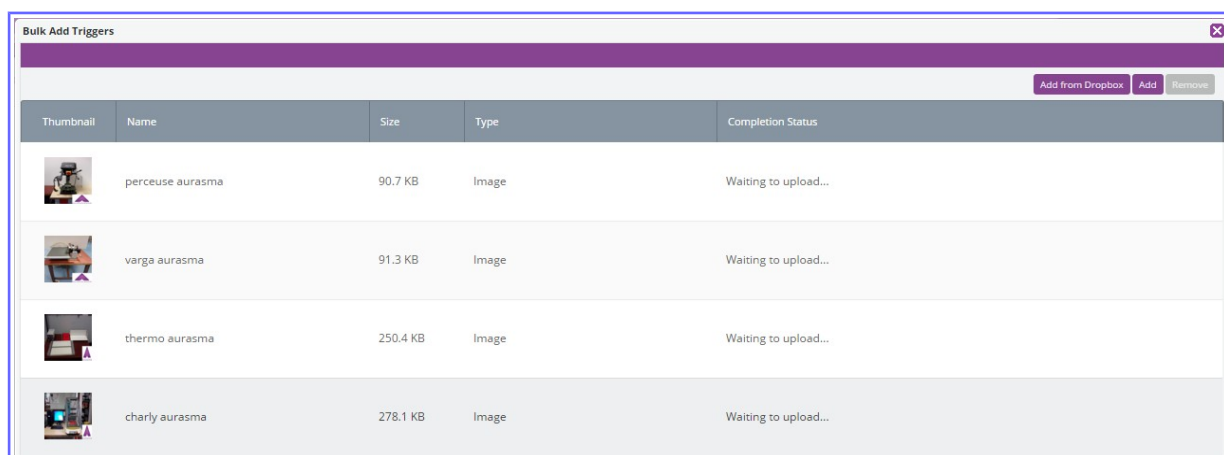 Bulk Add Triggers
Add from Dropbox Add Remove
Thumbnail Name Size Type Completion Status
perceuse aurasma 90.7 KB Image Waiting to upload...
varga aurasma 91.3 KB Image Waiting to upload...
thermo aurasma 250.4 KB Image Waiting to upload...
charly aurasma 278.1 KB Image Waiting to upload...